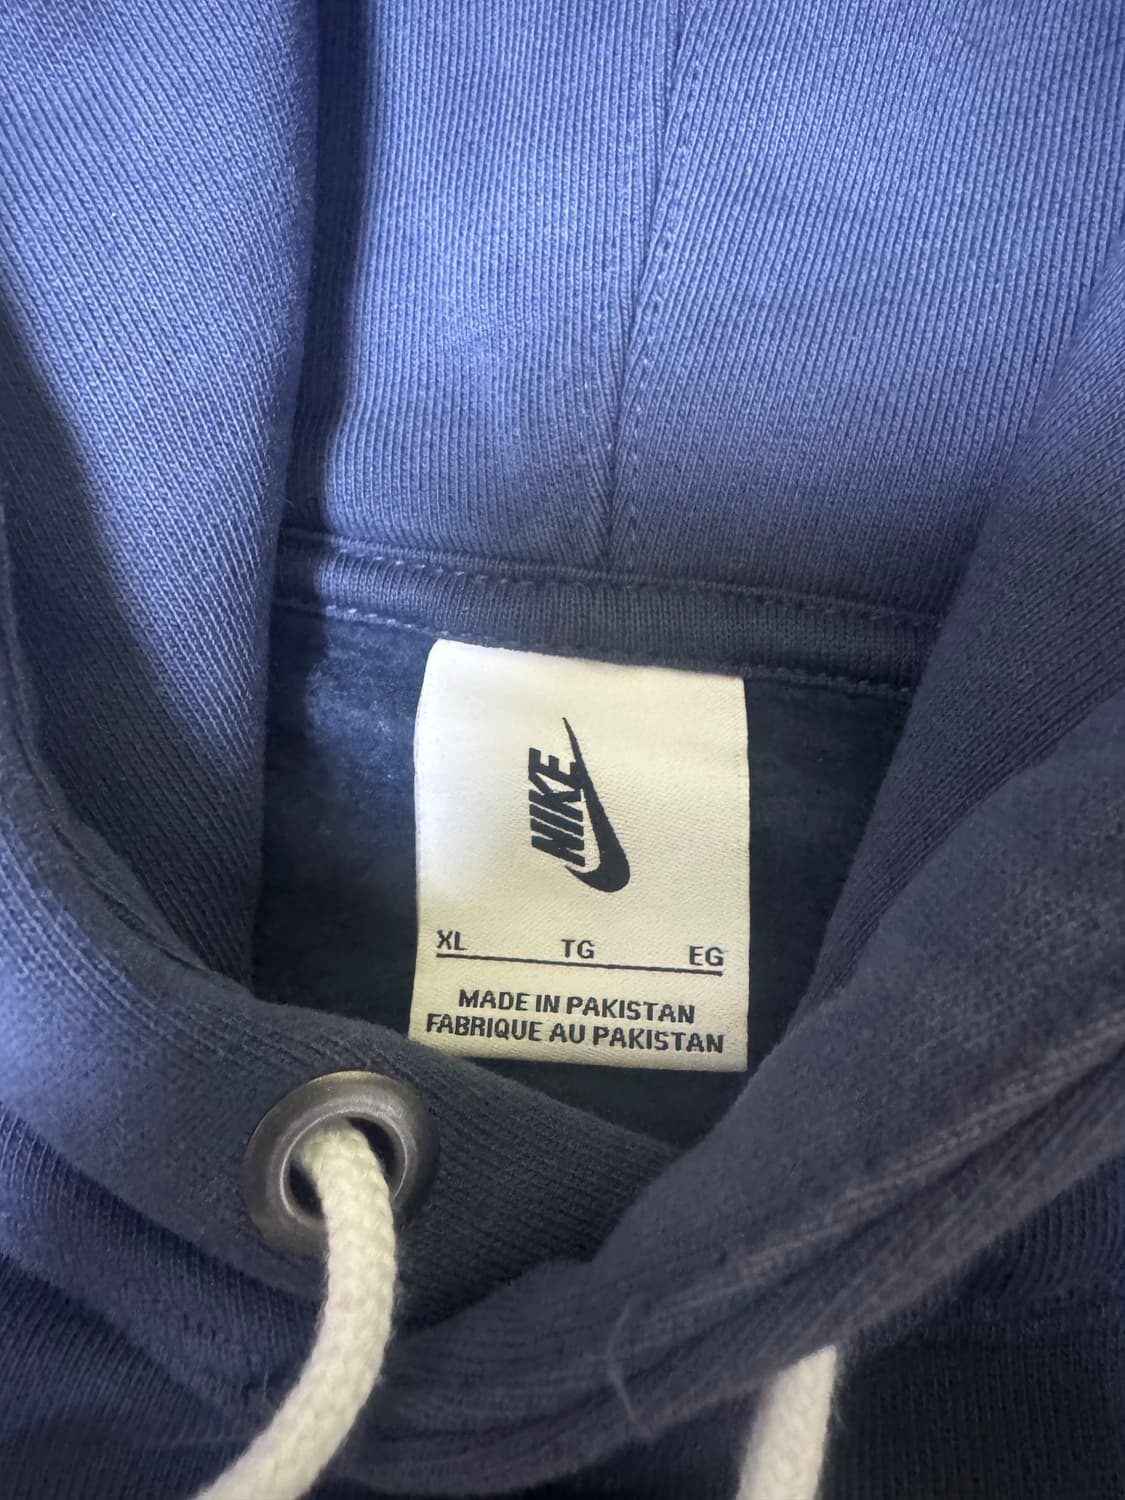 NIKE
XL TG EG
MADE IN PAKISTAN
FABRIQUE AU PAKISTAN